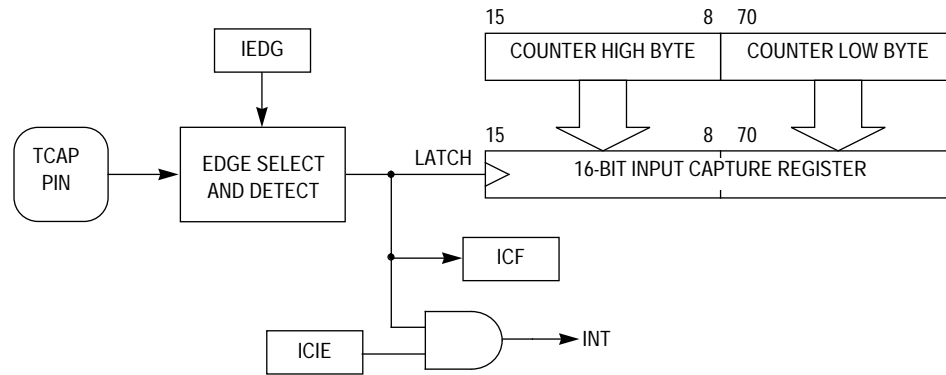 15 8 70
IEDG COUNTER HIGH BYTE COUNTER LOW BYTE
15 8 70
TCAP
PIN
EDGE SELECT
AND DETECT
LATCH 16-BIT INPUT CAPTURE REGISTER
ICF
ICIE INT